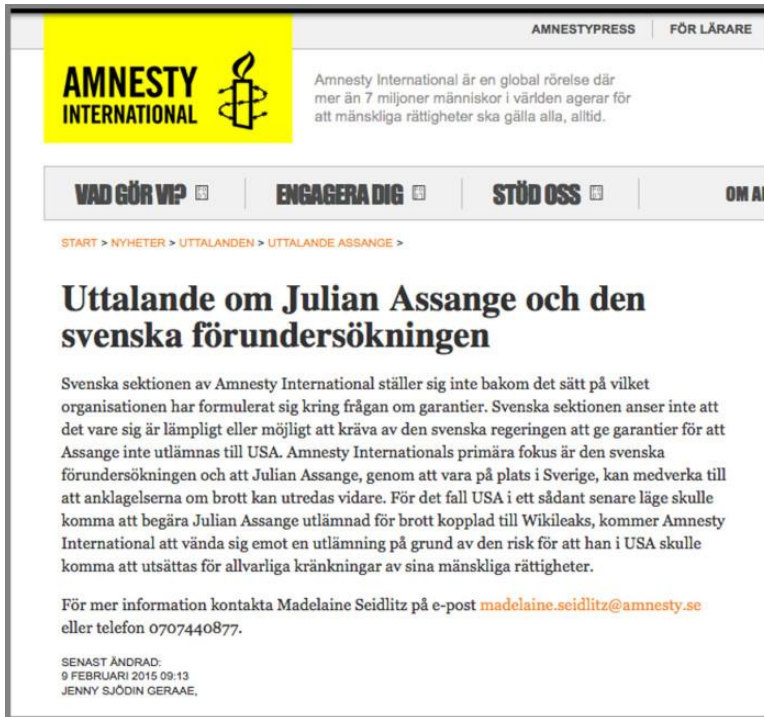 AMNESTYPRESS FÖR LÄRARE
AMNESTY
INTERNATIONAL
Amnesty International är en global rörelse där
mer än 7 miljoner människor i världen agerar för
att mänskliga rättigheter ska gälla alla, alltid.
VAD GÖR VI? ENGAGERA DIG STÖD OSS OM
START > NYHETER > UTTALANDEN > UTTALANDE ASSANGE >
Uttalande om Julian Assange och den
svenska förundersökningen
Svenska sektionen av Amnesty International ställer sig inte bakom det sätt på vilket
organisationen har formulerat sig kring frågan om garantier. Svenska sektionen anser inte att
det vare sig är lämpligt eller möjligt att kräva av den svenska regeringen att ge garantier för att
Assange inte utlämnas till USA. Amnesty Internationals primära fokus är den svenska
förundersökningen och att Julian Assange, genom att vara på plats i Sverige, kan medverka till
att anklagelserna om brott kan utredas vidare. För det fall USA i ett sådant senare läge skulle
komma att begära Julian Assange utlämnad för brott kopplad till Wikileaks, kommer Amnesty
International att vända sig emot en utlämning på grund av den risk för att han i USA skulle
komma att utsättas för allvarliga kränkningar av sina mänskliga rättigheter.
För mer information kontakta Madelaine Seidlitz på e-post madelaine.seidlitz@amnesty.se
eller telefon 0707440877.
SENAST ÄNDRAD:
9 FEBRUARI 2015 09:13
JENNY SJÖDIN GERAAE,